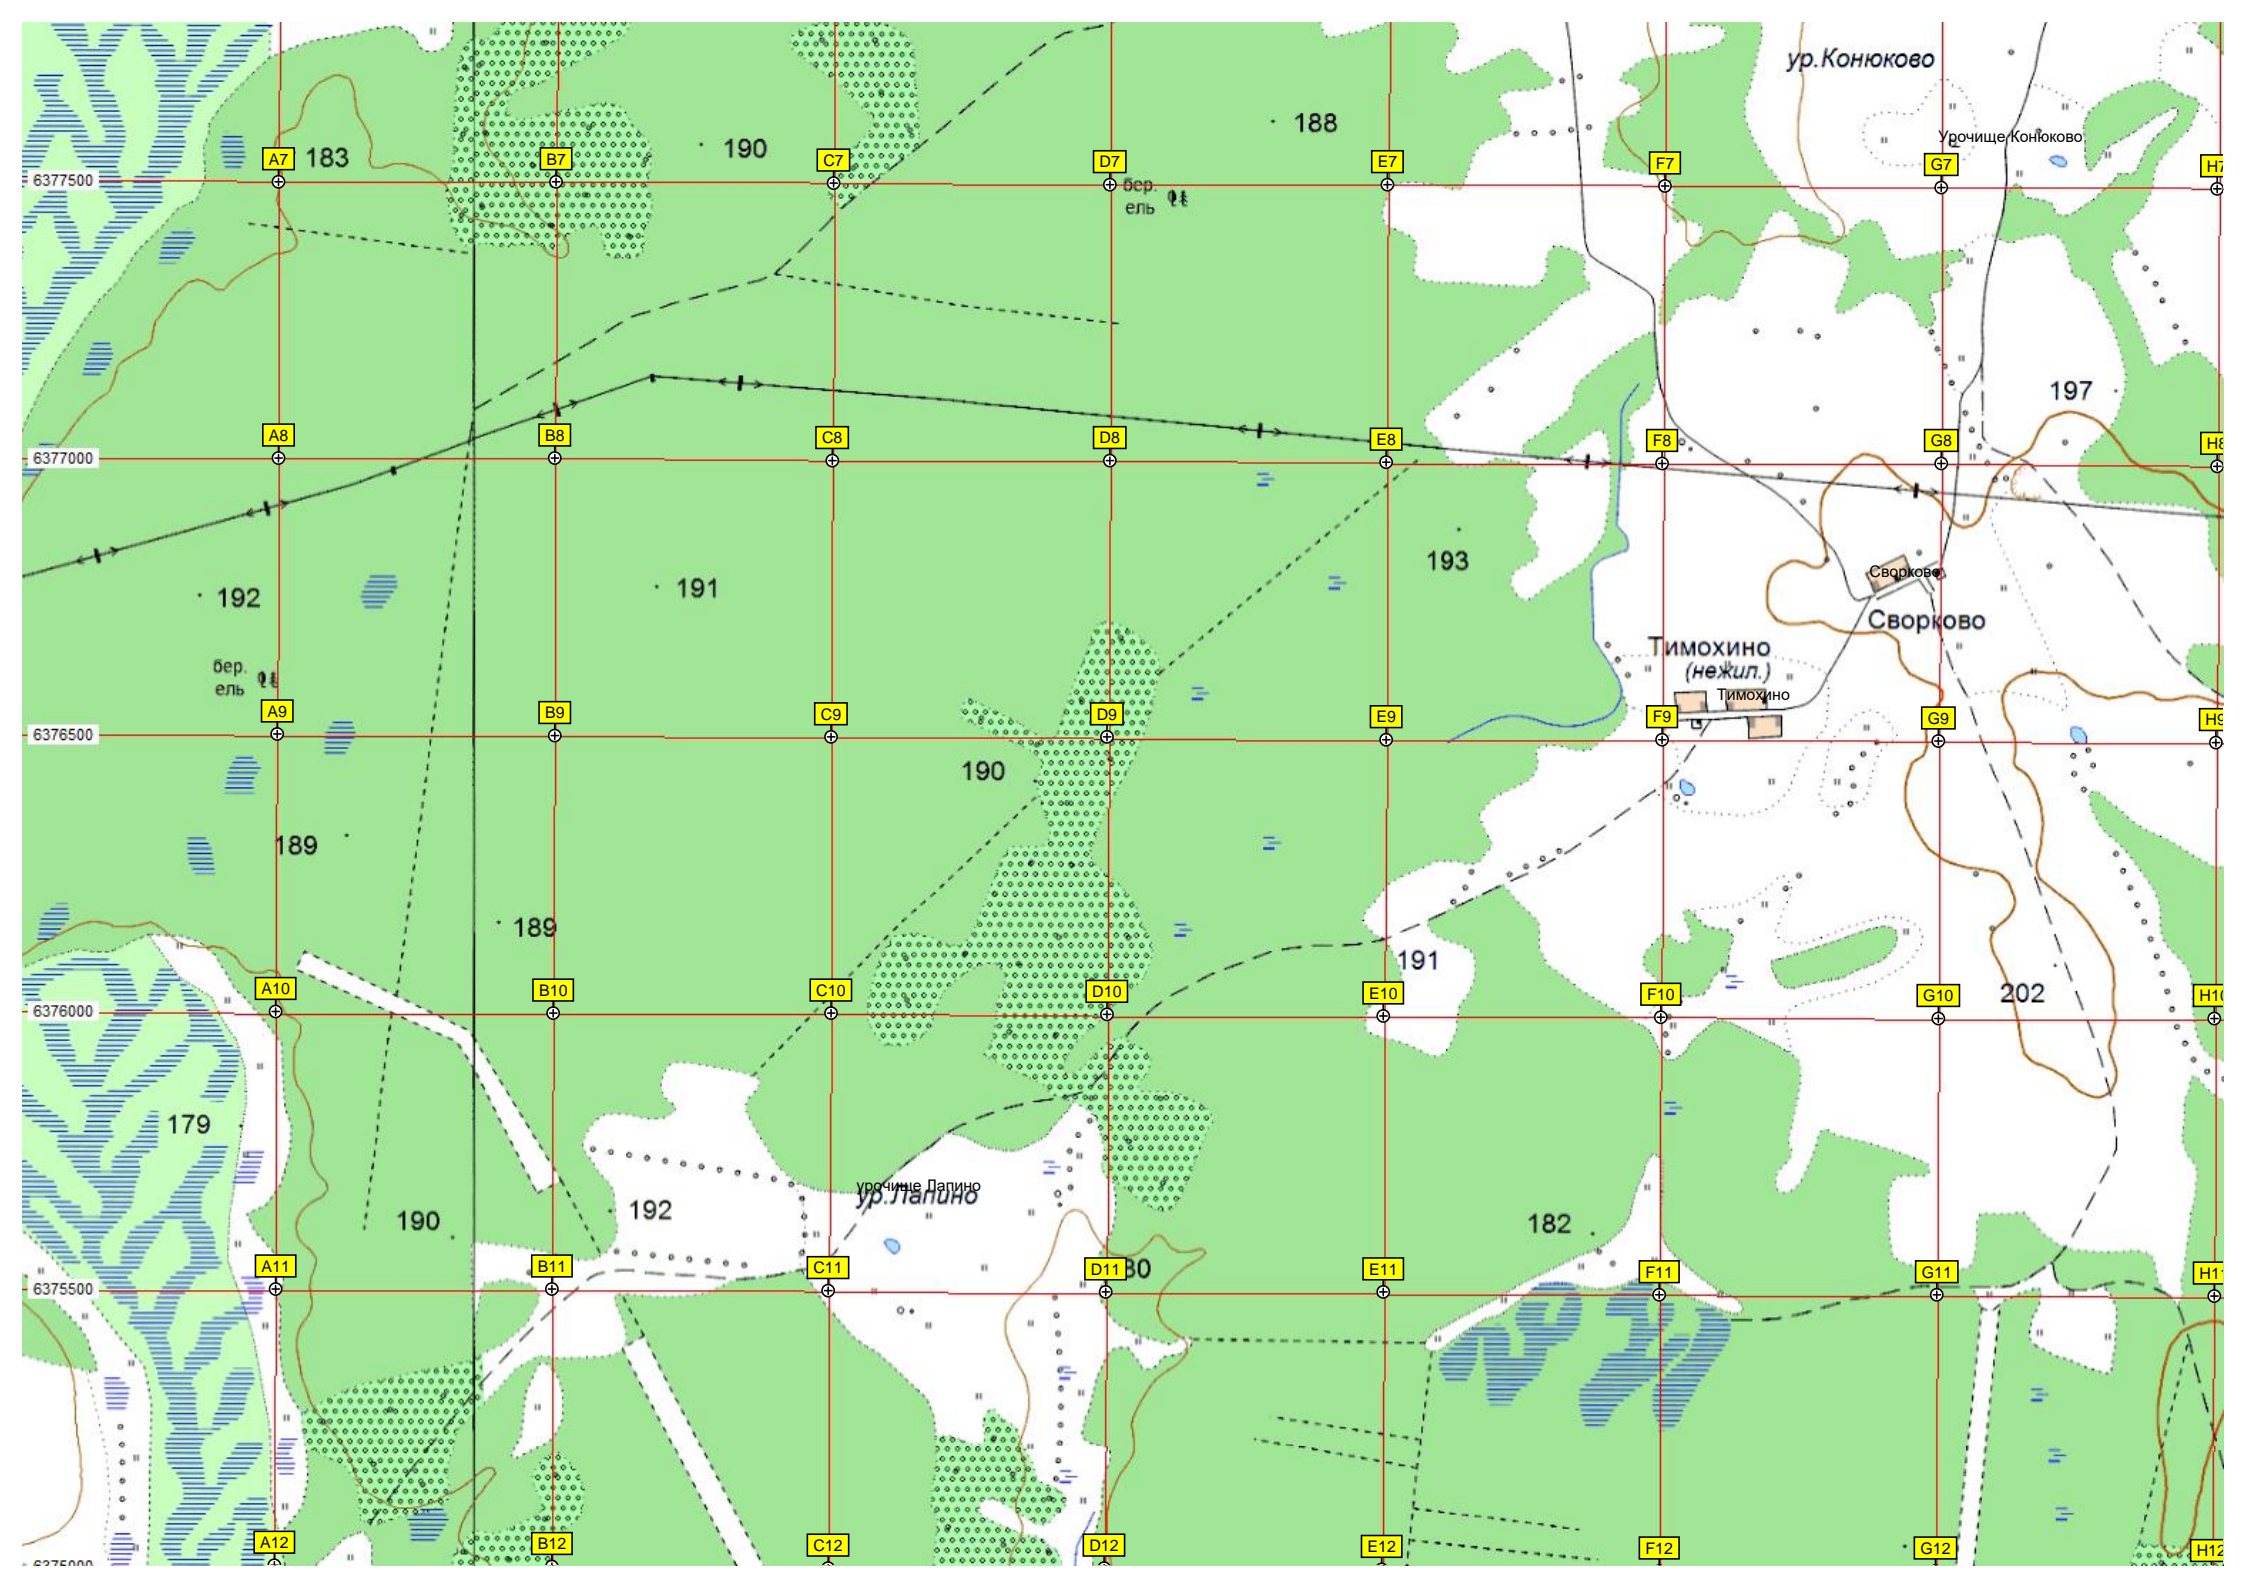 ур.Конюково
188
Урочище Конюково
190
183
A7
B7
C7
D7
E7
F7
G7
H7
6377500
бер.
ель
197
A8
B8
C8
D8
E8
F8
G8
H8
6377000
193
Сворково
191
192
Сворково
Тимохино
(нежил.)
бер.
ель
Тимохино
A9
B9
C9
D9
E9
F9
G9
H9
6376500
190
189
189
191
A10
B10
C10
D10
E10
F10
G10
H10
202
6376000
179
урочище Лапино
ур.Лапино
190
192
182
A11
B11
C11
D11
80
E11
F11
G11
H11
6375500
A12
B12
C12
D12
E12
F12
G12
H12
6375000